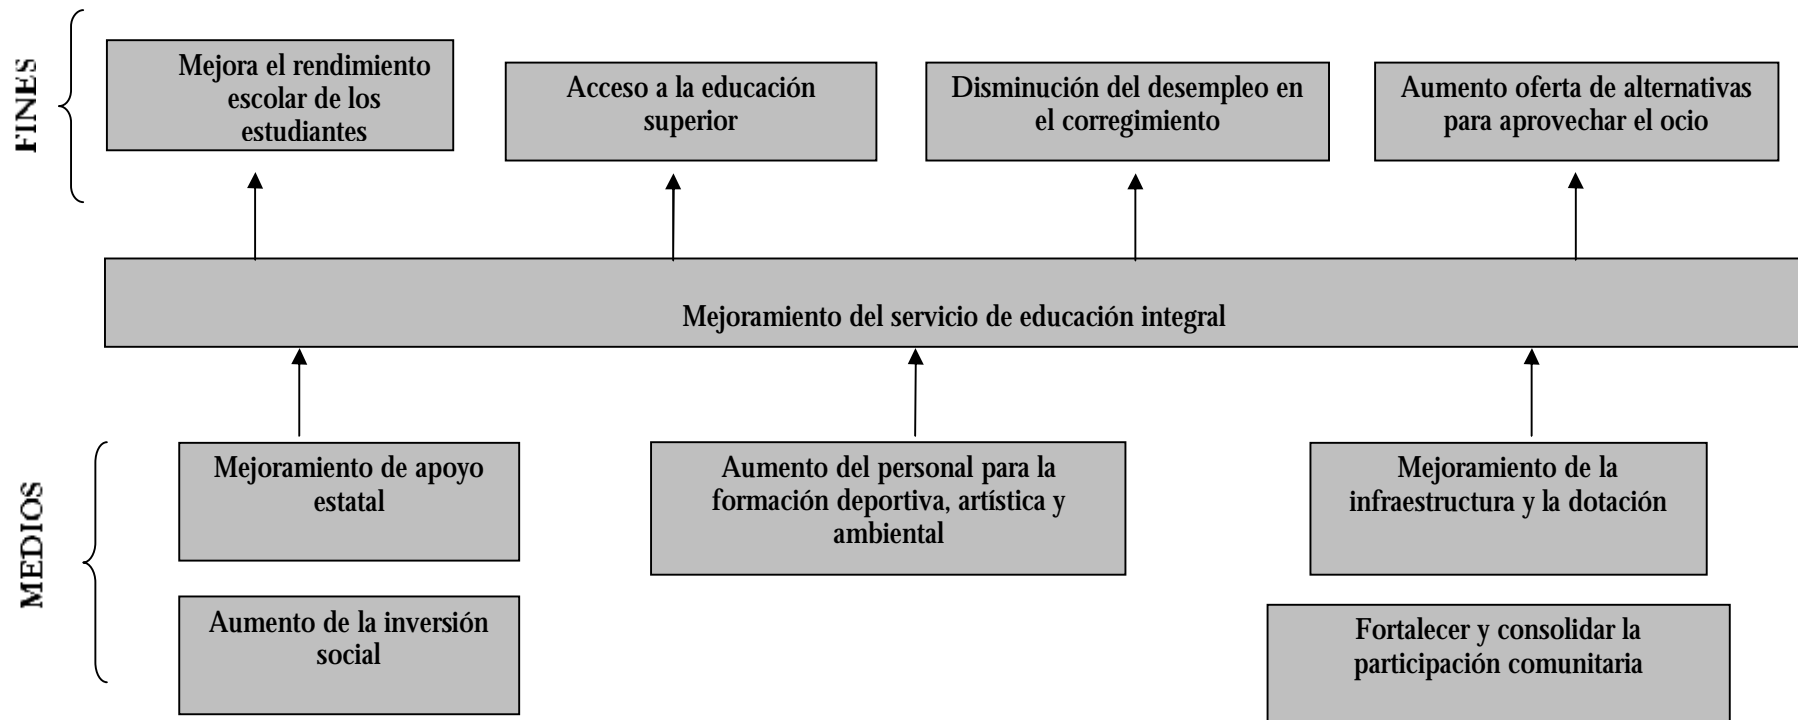 FINES
Mejora el rendimiento
escolar de los
estudiantes
Acceso a la educación
superior
Disminución del desempleo en
el corregimiento
Aumento oferta de alternativas
para aprovechar el ocio
Mejoramiento del servicio de educación integral
MEDIOS
Mejoramiento de apoyo
estatal
Aumento del personal para la
formación deportiva, artística y
ambiental
Mejoramiento de la
infraestructura y la dotación
Aumento de la inversión
social
Fortalecer y consolidar la
participación comunitaria